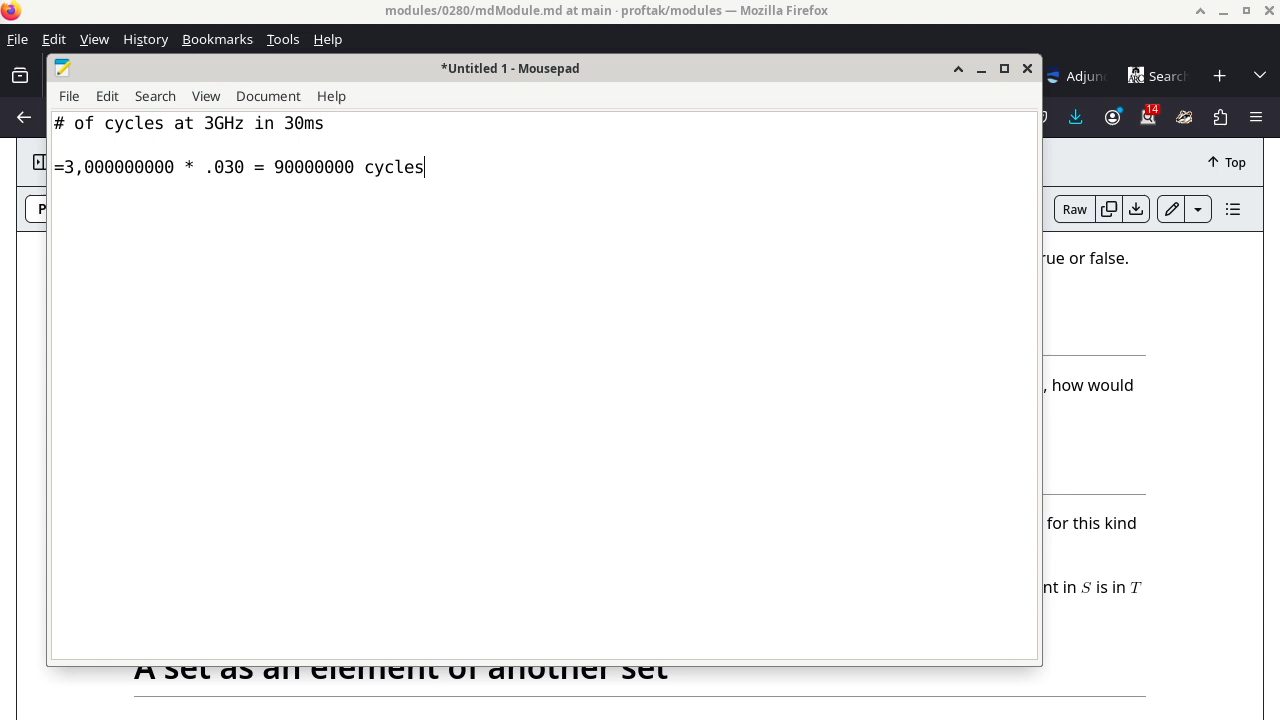 modules/0280/mdModule.md at main · proftak/modules — Mozilla Firefox
File Edit View History Bookmarks Tools Help
*Untitled 1 - Mousepad
Adjun
Search
File Edit Search View Document Help
14
# of cycles at 3GHz in 30ms
=3,000000000 * .030 = 90000000 cycles
Top
P
Raw
rue or false.
, how would
for this kind
nt in S is in T
A set as an element of another set